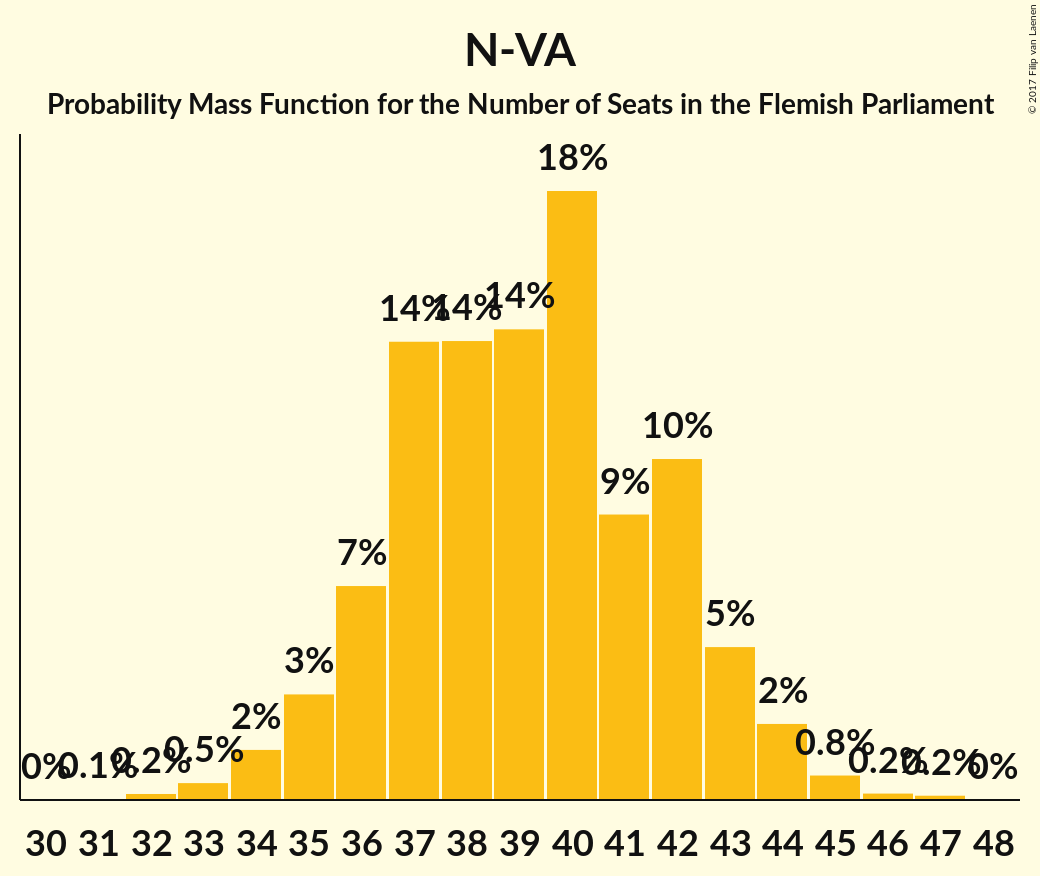 N-VA
Probability Mass Function for the Number of Seats in the Flemish Parliament
© 2017 Filip van Laenen
0% 0.1% 0.2% 0.5% 2% 3% 7% 14% 14% 14% 18% 9% 10% 5% 2% 0.8% 0.2% 0.2% 0%
30 31 32 33 34 35 36 37 38 39 40 41 42 43 44 45 46 47 48